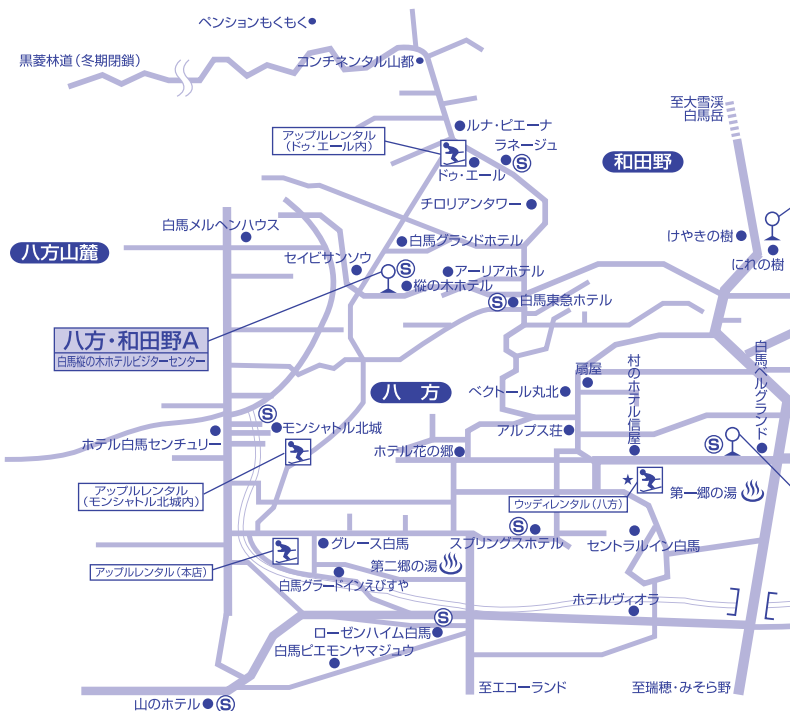 ペンションもくもく
黒菱林道(冬期閉鎖)
コンチネンタル山都
至大雪渓
白馬岳
ルナ・ピエーナ
アップルレンタル
(ドゥ・エール内)
ラネージュ
S
ドゥ・エール
和田野
チロリアンタワー
白馬メルヘンハウス
八方山麓
白馬グランドホテル
けやきの樹
にれの樹
セイビサンソウ
S
アーリアホテル
樅の木ホテル
S
白馬東急ホテル
八方・和田野A
白馬樅の木ホテルビジターセンター
扇屋
村のホテル信屋
白馬ベルグランド
八方
ベクトール丸北
S
モンシャトル北城
アルプス荘
ホテル白馬センチュリー
ホテル花の郷
S
アップルレンタル
(モンシャトル北城内)
ウッディレンタル(八方)
★
第一郷の湯
S
スプリングスホテル
グレース白馬
セントラルイン白馬
アップルレンタル(本店)
第二郷の湯
白馬グラードインえびすや
ホテルヴィオラ
S
ローゼンハイム白馬
白馬ピエモンヤマジュウ
至エコーランド
至瑞穂・みそら野
山のホテル
S